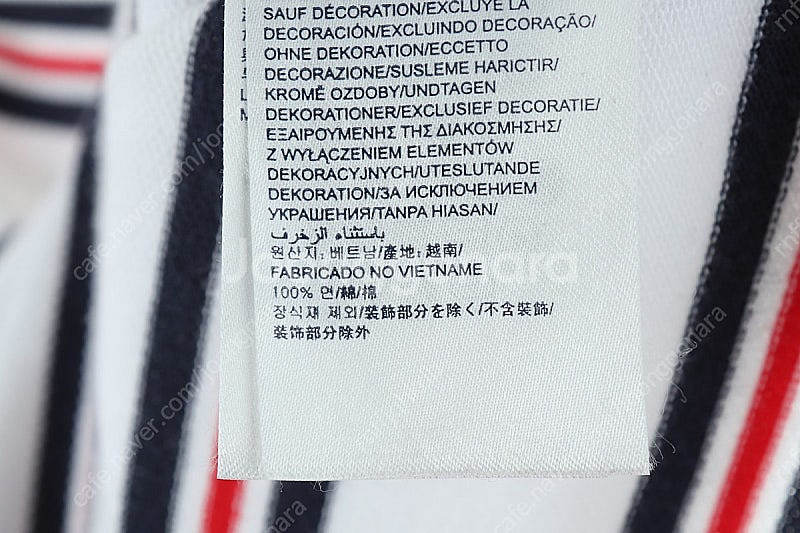 SAUF DÉCORATION/EXCLUYE LA
DECORACIÓN/EXCLUINDO DECORAÇÃO/
OHNE DEKORATION/ECCETTO
DECORAZIONE/SUSLEME HARICTIR/
KROMĚ OZDOBY/UNDTAGEN
DEKORATIONER/EXCLUSIEF DECORATIE/
ΕΞΑΙΡΟΥΜΕΝΗΣ ΤΗΣ ΔΙΑΚΟΣΜΗΣΗΣ/
Z WYŁĄCZENIEM ELEMENTÓW
DEKORACYJNYCH/UTESLUTANDE
DEKORATION/ЗА ИСКЛЮЧЕНИЕМ
УКРАШЕНИЯ/TANPA HIASAN/
باستثناء الزخرف
원산지: 베트남/產地: 越南/
FABRICADO NO VIETNAME
100% 면/綿/棉
장식재 제외/装飾部分を除く/不含裝飾/
装饰部分除外